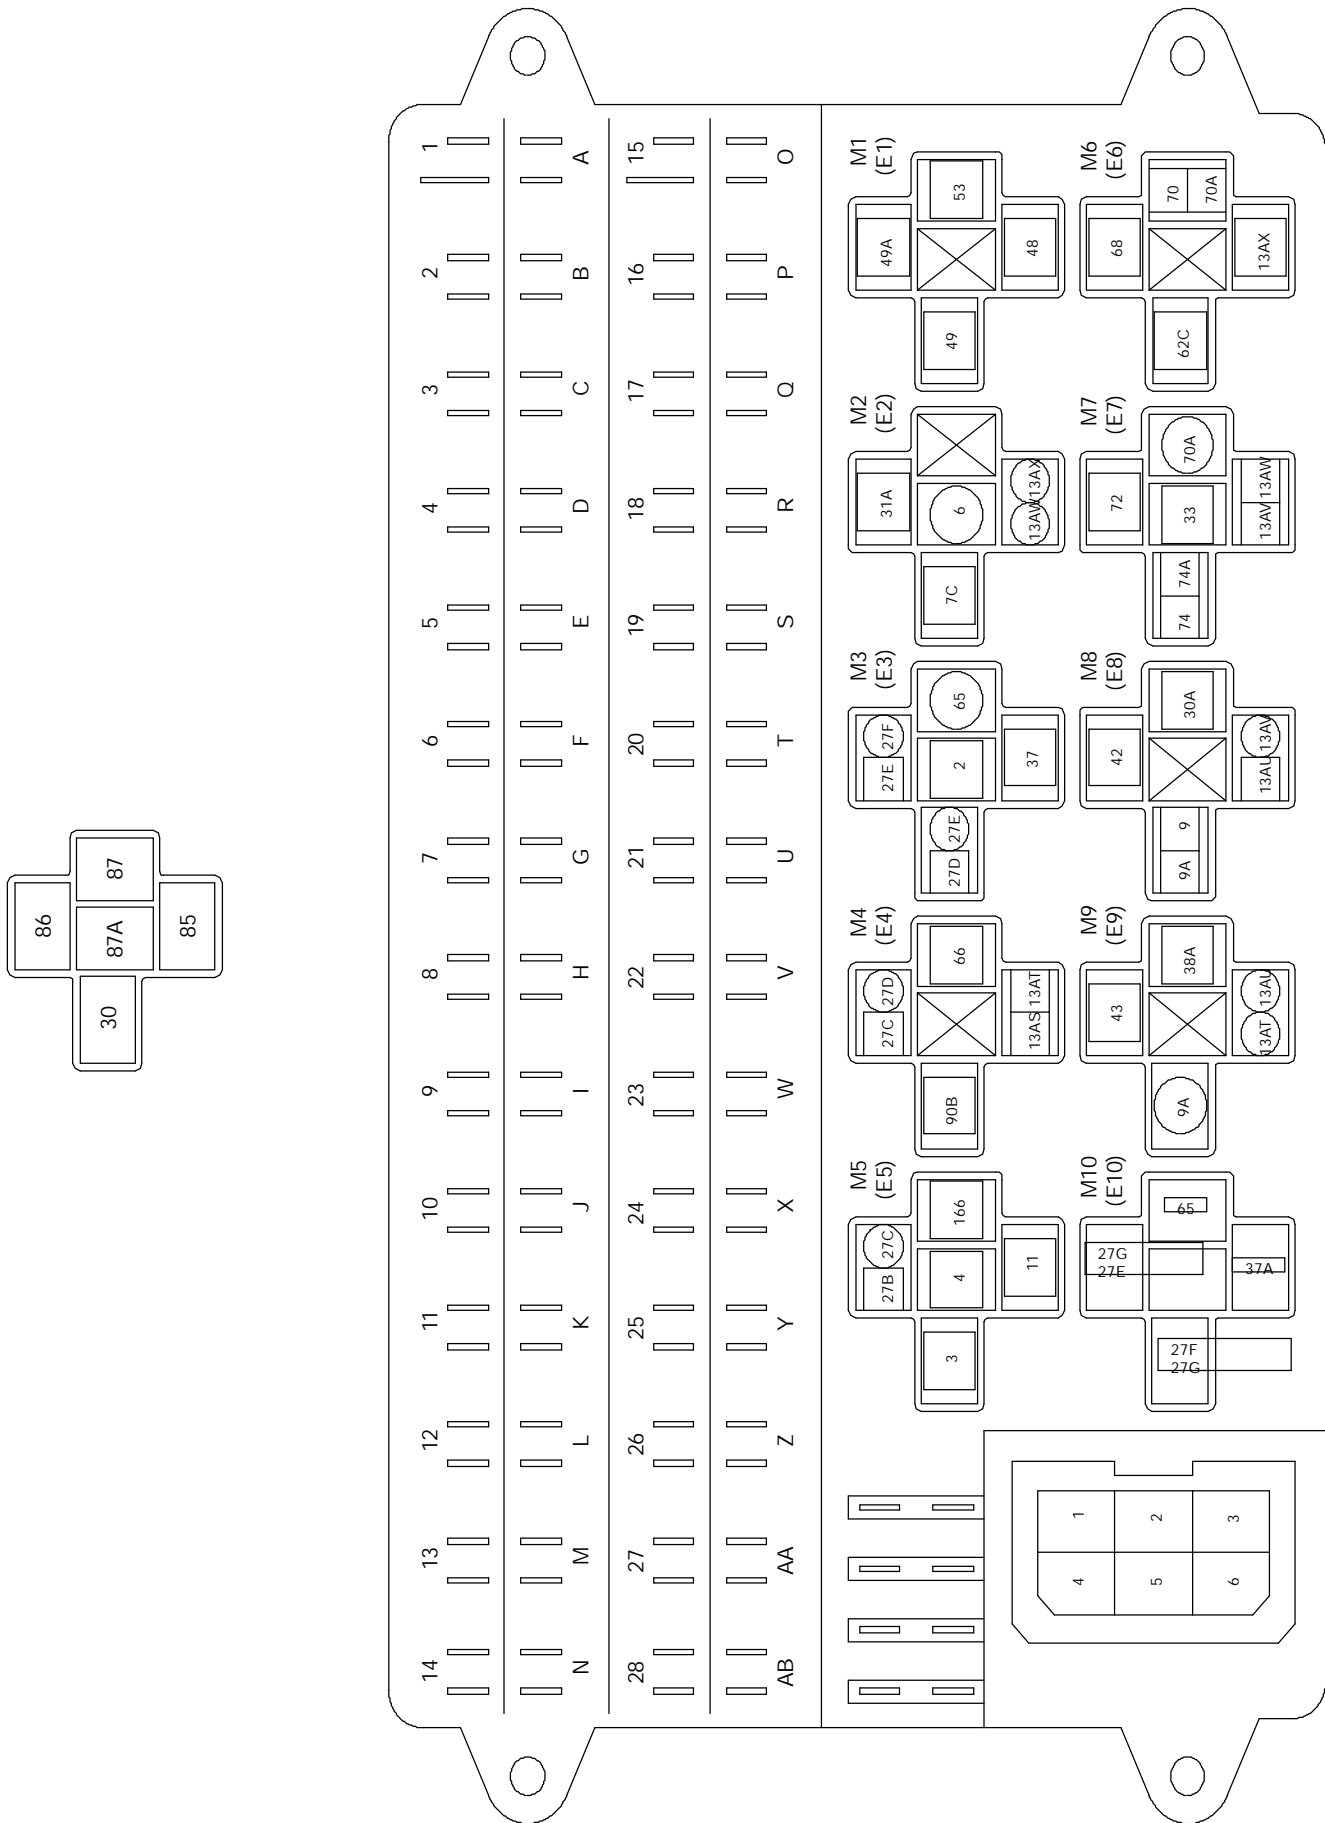 86
87
87A
85
30
1
2
3
4
5
6
7
8
9
10
11
12
13
14
A
B
C
D
E
F
G
H
I
J
K
L
M
N
15
16
17
18
19
20
21
22
23
24
25
26
27
28
O
P
Q
R
S
T
U
V
W
X
Y
Z
AA
AB
M1
(E1)
49A
53
48
49
M6
(E6)
68
70
70A
13AX
62C
M2
(E2)
31A
6
13AW
13AX
7C
M7
(E7)
72
70A
33
13AV
13AW
74
74A
M3
(E3)
27E
27F
65
2
37
27D
27E
M8
(E8)
42
30A
13AU
13AV
9A
9
M4
(E4)
27C
27D
66
13AS
13AT
90B
M9
(E9)
43
38A
13AT
13AU
9A
M5
(E5)
27B
27C
166
4
11
3
M10
(E10)
65
27G
27E
37A
27F
27G
1
2
3
4
5
6